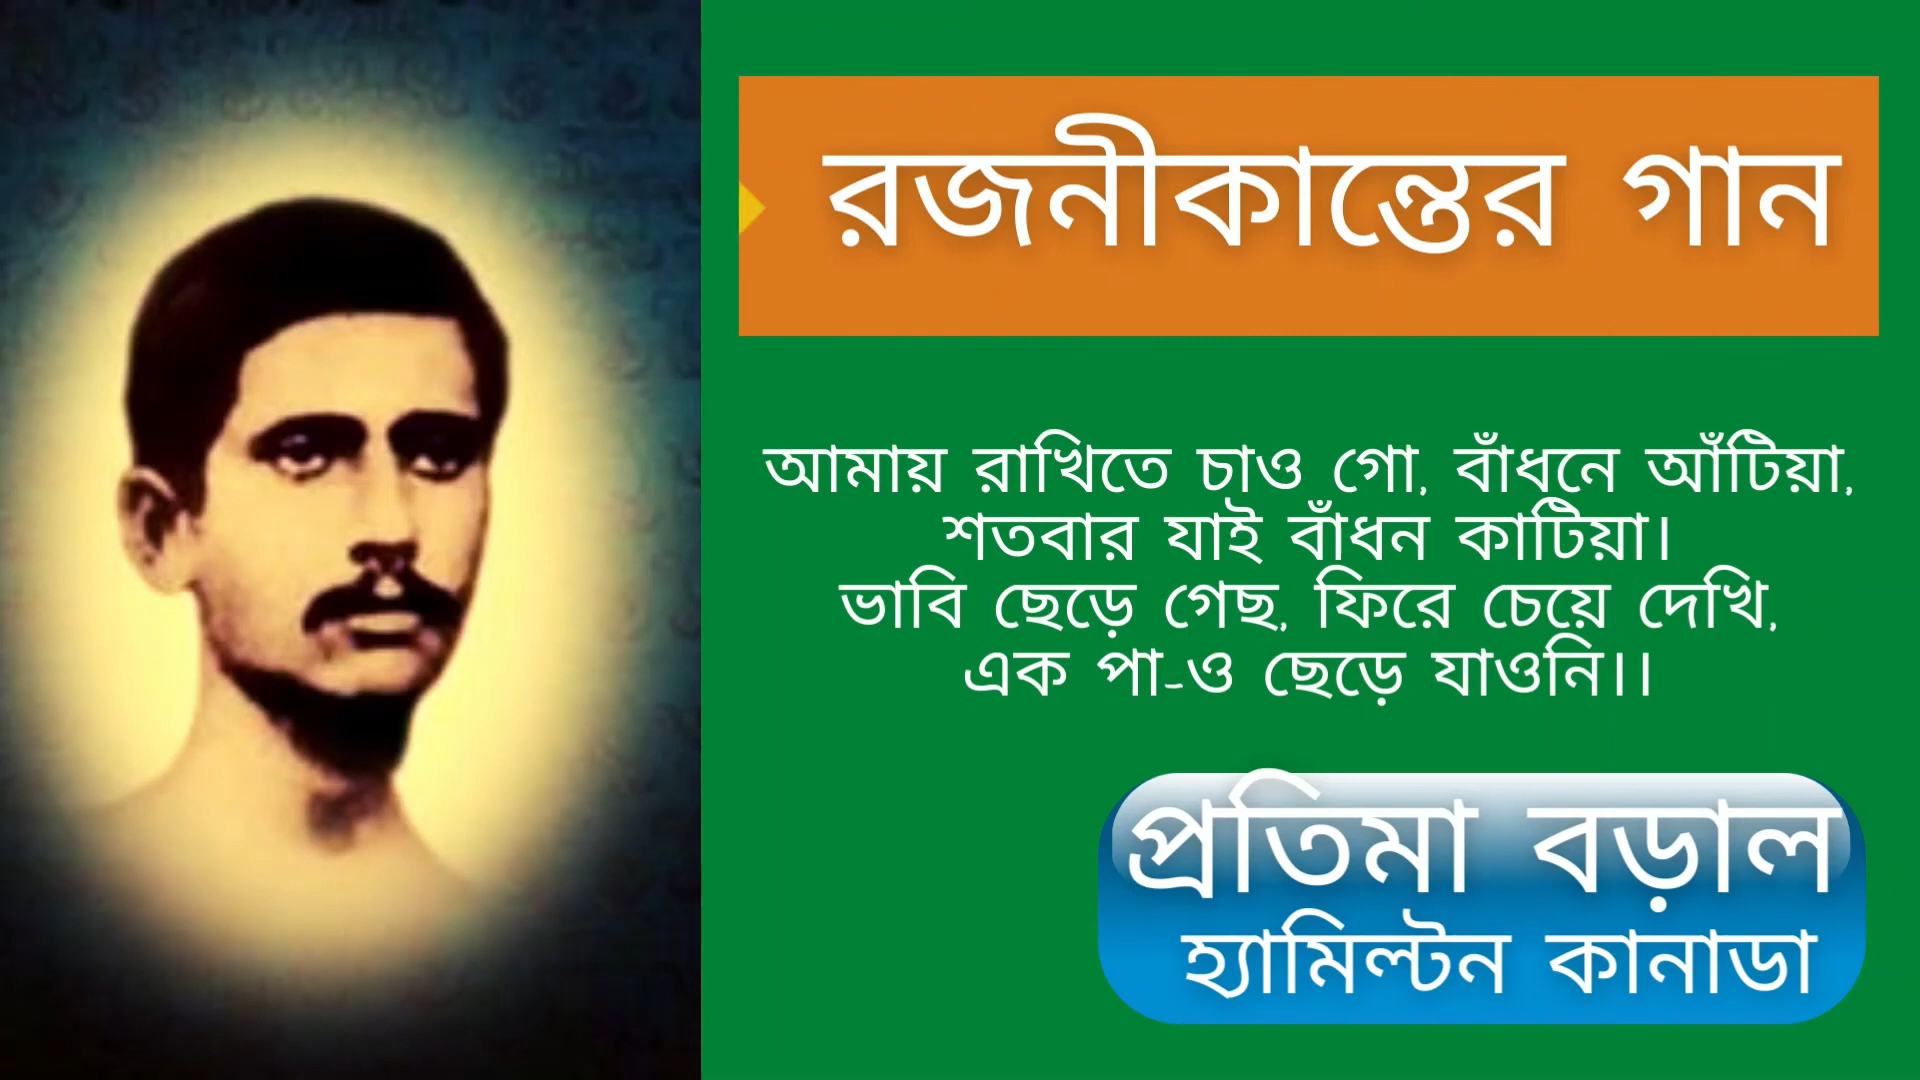 রজনীকান্তের গান
আমায় রাখিতে চাও গো, বাঁধনে আঁটিয়া,
শতবার যাই বাঁধন কাটিয়া।
ভাবি ছেড়ে গেছ, ফিরে চেয়ে দেখি,
এক পা-ও ছেড়ে যাওনি।।
প্রতিমা বড়াল
হ্যামিল্টন কানাডা